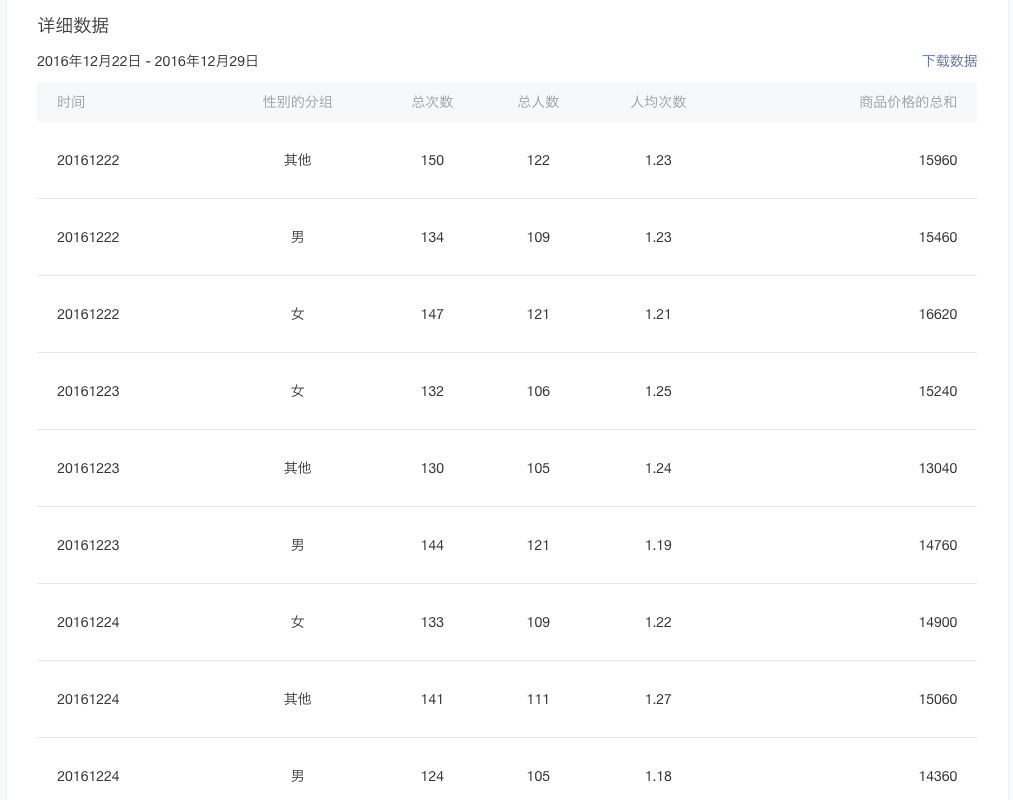 详细数据
2016年12月22日 - 2016年12月29日 下载数据
时间 性别的分组 总次数 总人数 人均次数 商品价格的总和
20161222 其他 150 122 1.23 15960
20161222 男 134 109 1.23 15460
20161222 女 147 121 1.21 16620
20161223 女 132 106 1.25 15240
20161223 其他 130 105 1.24 13040
20161223 男 144 121 1.19 14760
20161224 女 133 109 1.22 14900
20161224 其他 141 111 1.27 15060
20161224 男 124 105 1.18 14360